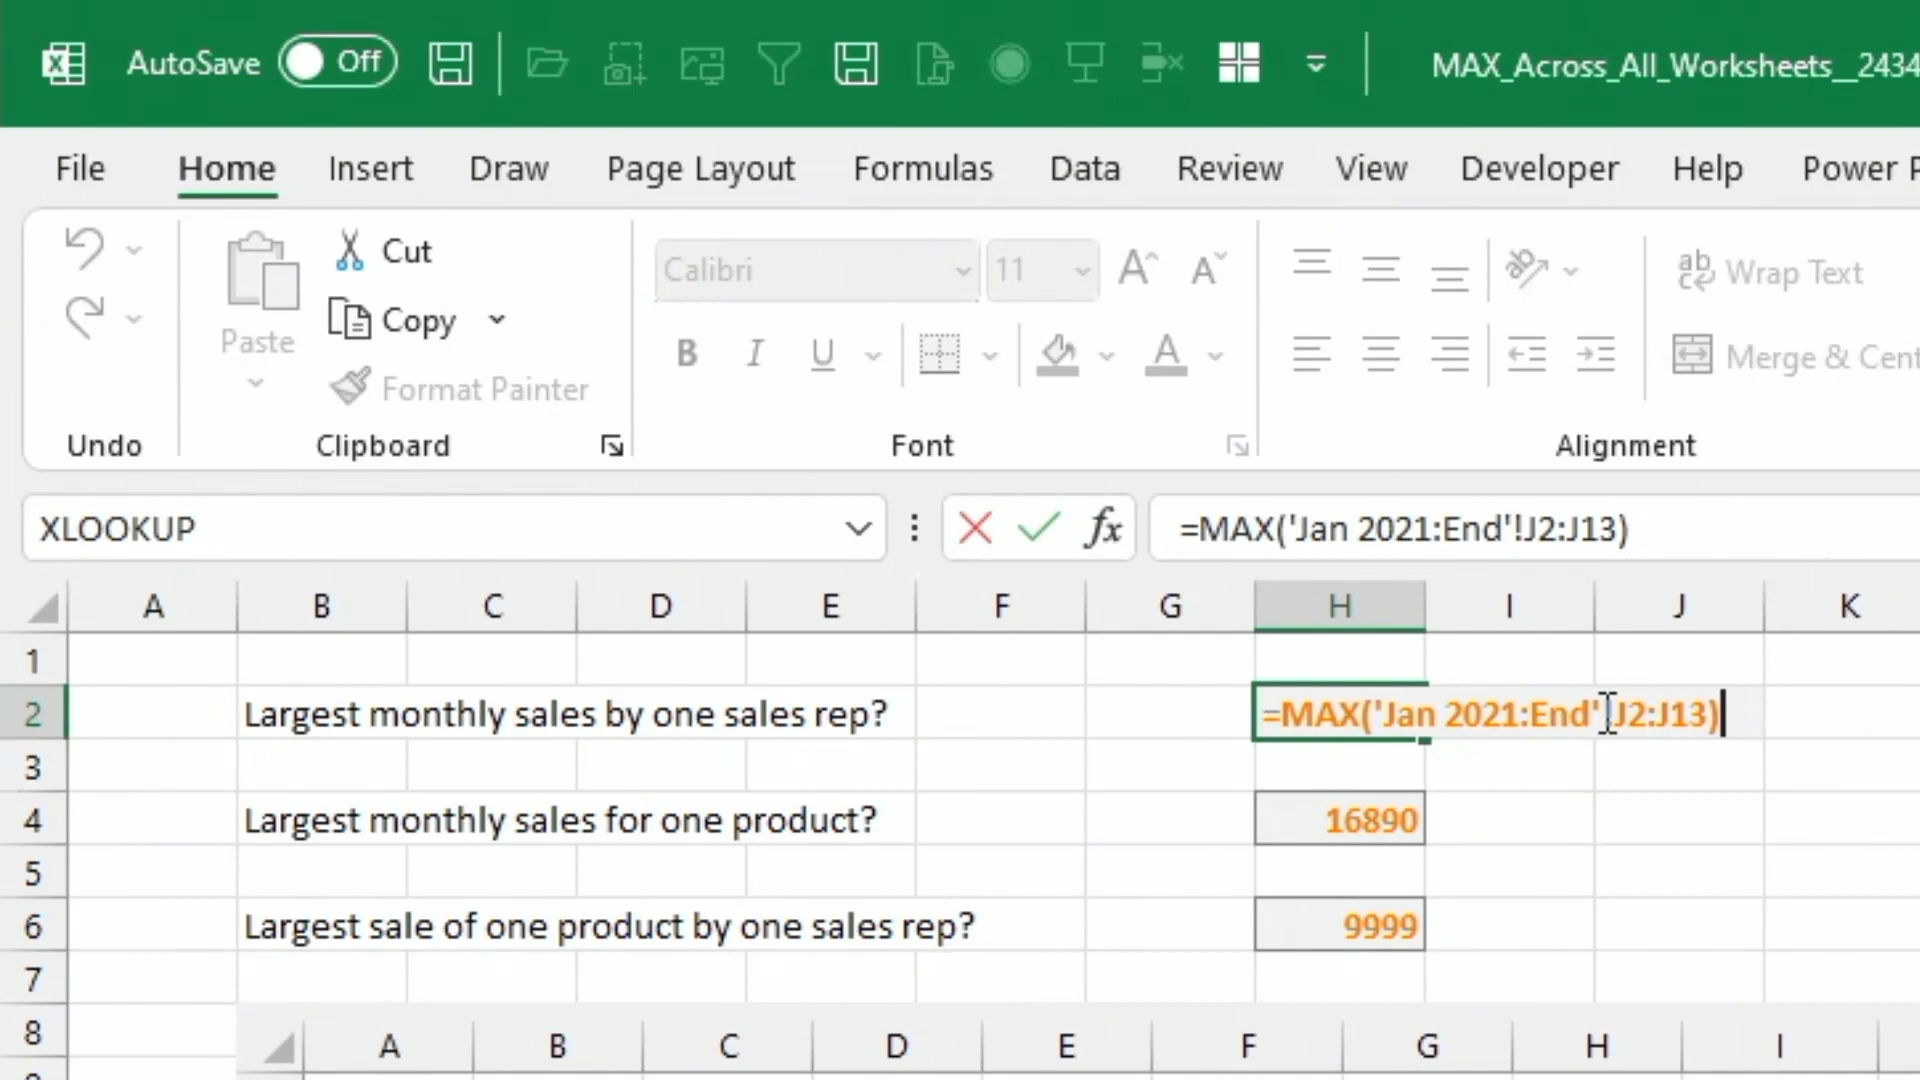 AutoSave Off MAX_Across_All_Worksheets__2434
File Home Insert Draw Page Layout Formulas Data Review View Developer Help Power P
Cut
Copy
Paste
Format Painter
Calibri 11
B I U A
ab Wrap Text
Merge & Cent
Undo Clipboard Font Alignment
XLOOKUP fx =MAX('Jan 2021:End'!J2:J13)
A B C D E F G H I J K
1
2 Largest monthly sales by one sales rep? =MAX('Jan 2021:End'!J2:J13)
3
4 Largest monthly sales for one product? 16890
5
6 Largest sale of one product by one sales rep? 9999
7
8
A B C D E F G H I